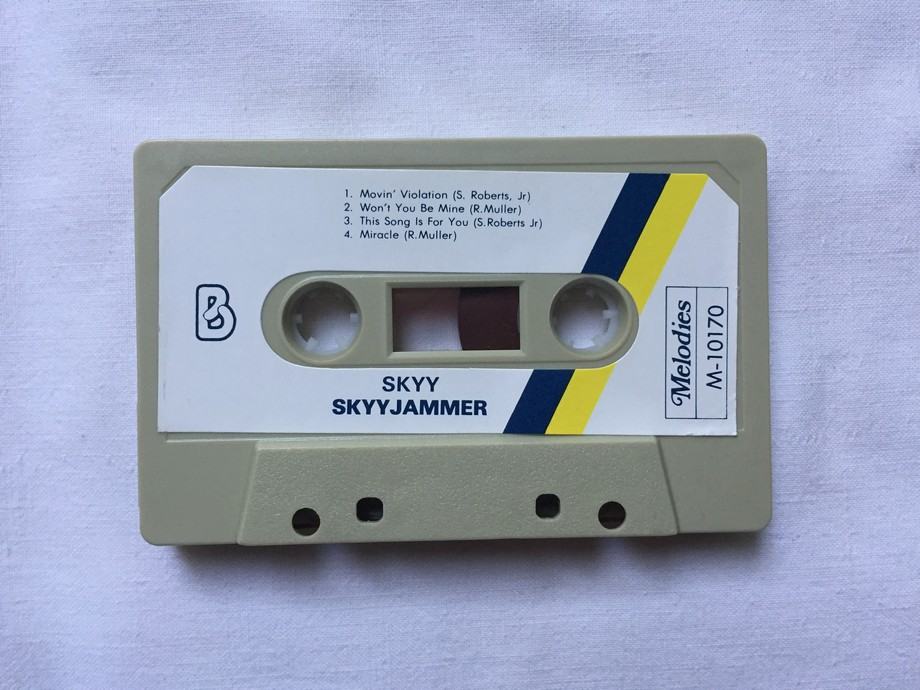 1. Movin' Violation (S. Roberts, Jr)
2. Won't You Be Mine (R.Muller)
3. This Song Is For You (S.Roberts Jr)
4. Miracle (R.Muller)
B
SKYY
SKYYJAMMER
Melodies
M-10170